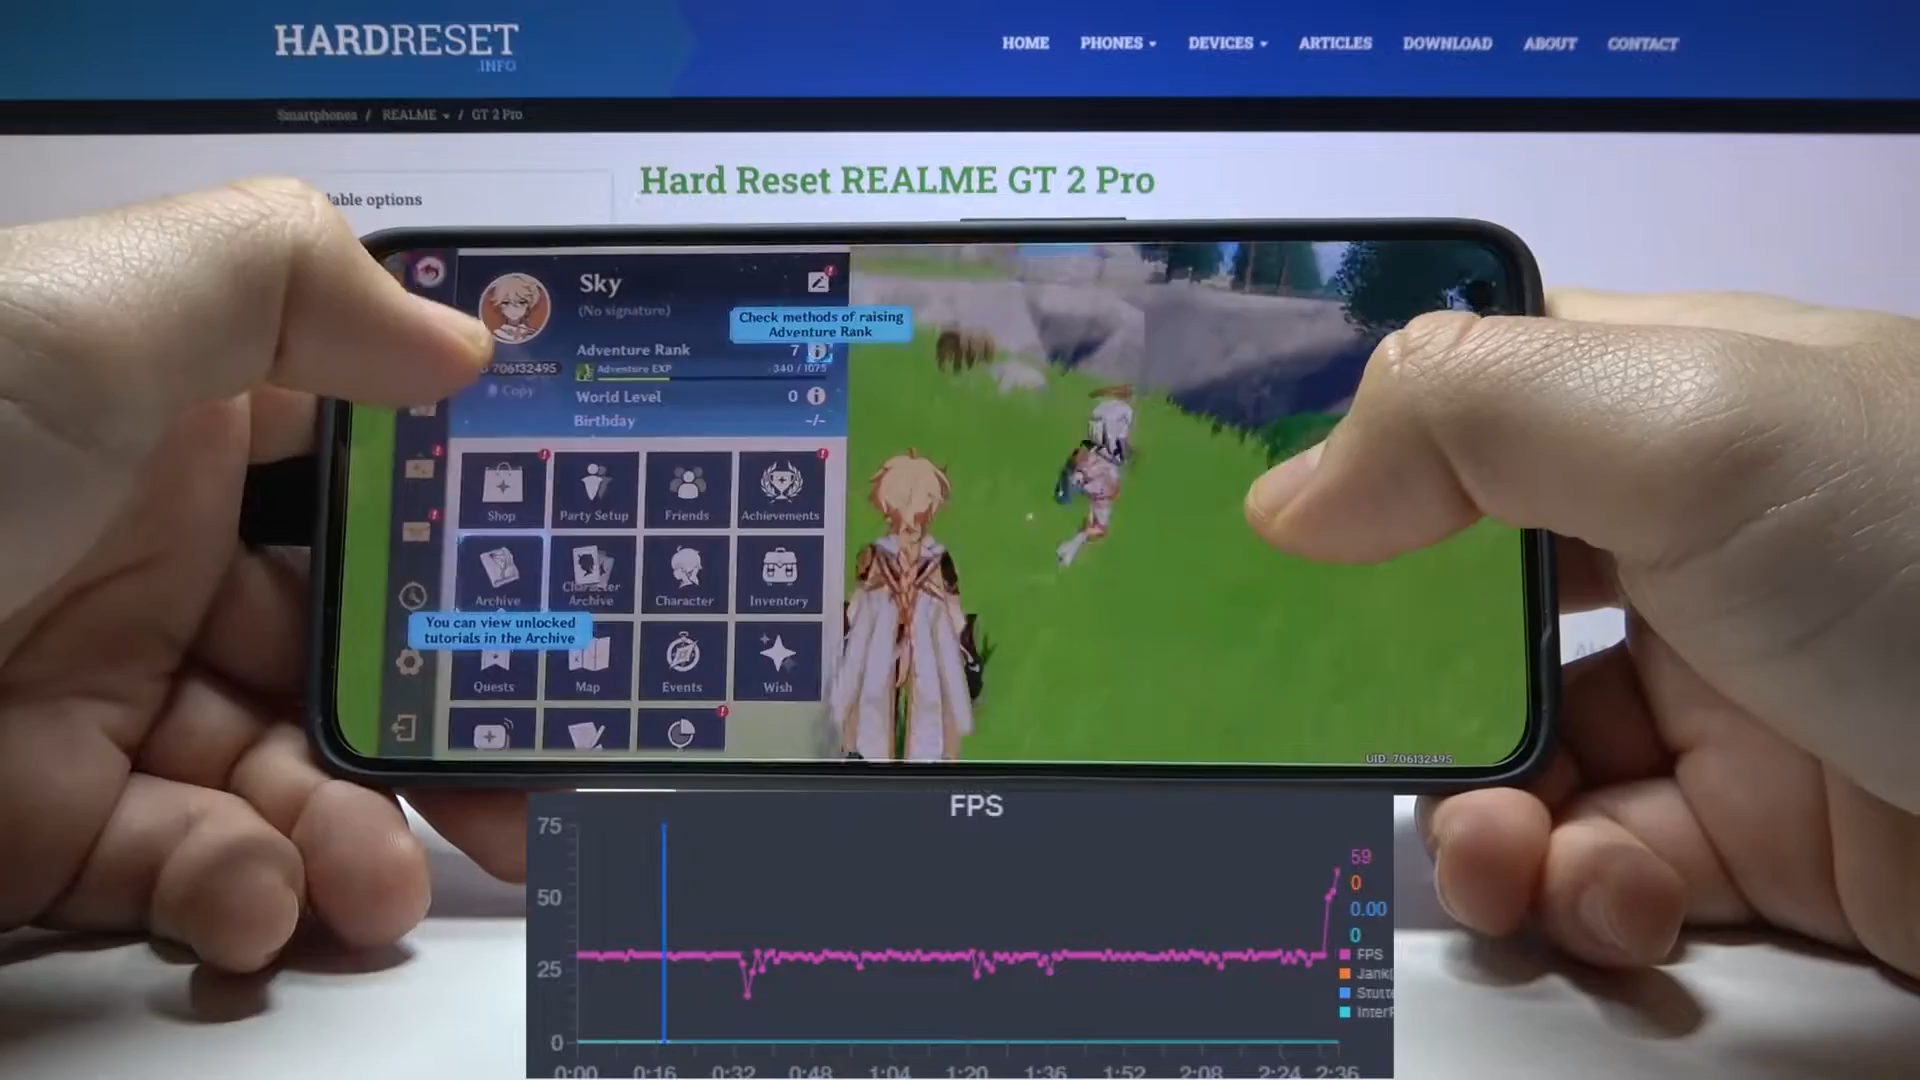 HARDRESET
.INFO
HOME PHONES DEVICES ARTICLES DOWNLOAD ABOUT CONTACT
Smartphones / REALME / GT 2 Pro
Hard Reset REALME GT 2 Pro
lable options
Sky
(No signature)
Check methods of raising
Adventure Rank
Adventure Rank 7
706132495
Adventure EXP 340 / 1075
Copy
World Level 0
Birthday -/-
Shop Party Setup Friends Achievements
Archive Character Archive Character Inventory
You can view unlocked
tutorials in the Archive
Quests Map Events Wish
UID: 706132495
FPS
75
59
0
50
0.00
0
FPS
25
Jank(
Stutte
InterF
0
0:00 0:16 0:32 0:48 1:04 1:20 1:36 1:52 2:08 2:24 2:36